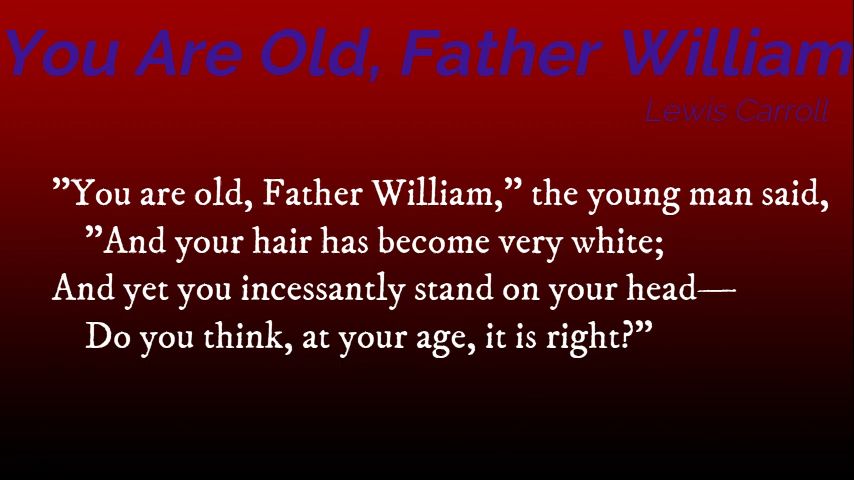 You Are Old, Father William
Lewis Carroll
”You are old, Father William,” the young man said,
”And your hair has become very white;
And yet you incessantly stand on your head—
Do you think, at your age, it is right?”